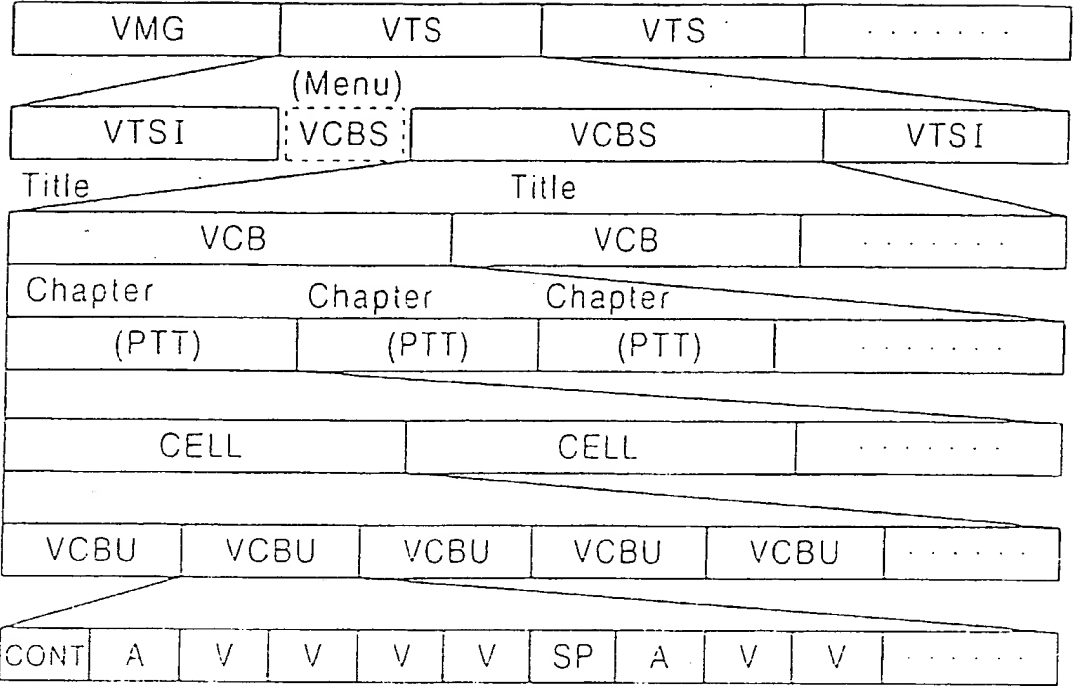 VMG VTS VTS .......
(Menu)
VTSI VCBS VCBS VTSI
Title Title
VCB VCB .......
Chapter Chapter Chapter
(PTT) (PTT) (PTT) .......
CELL CELL .......
VCBU VCBU VCBU VCBU VCBU ......
CONT A V V V V SP A V V ......